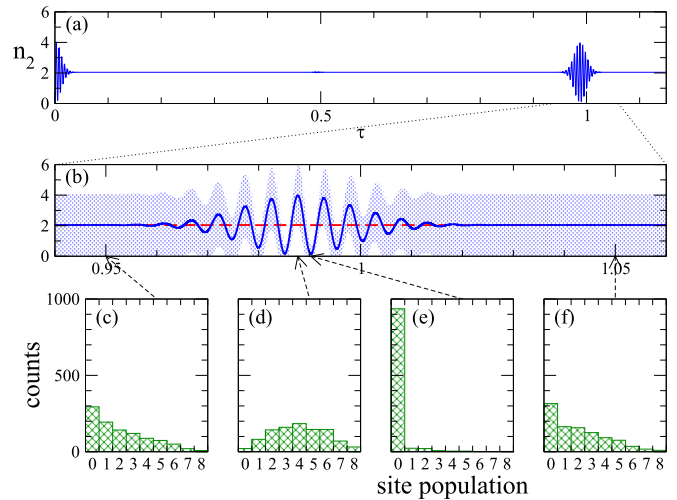 (a)
6
4
n2
2
0
0 0.5 1
τ
(b)
6
4
2
0
0.95 1 1.05
1000
(c) (d) (e) (f)
counts
500
0
0 1 2 3 4 5 6 7 8 0 1 2 3 4 5 6 7 8 0 1 2 3 4 5 6 7 8 0 1 2 3 4 5 6 7 8
site population